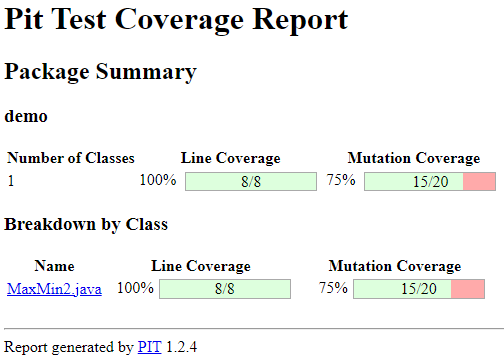 Pit Test Coverage Report
Package Summary
demo
Number of Classes Line Coverage Mutation Coverage
1 100% 8/8 75% 15/20
Breakdown by Class
Name Line Coverage Mutation Coverage
MaxMin2.java 100% 8/8 75% 15/20
Report generated by PIT 1.2.4